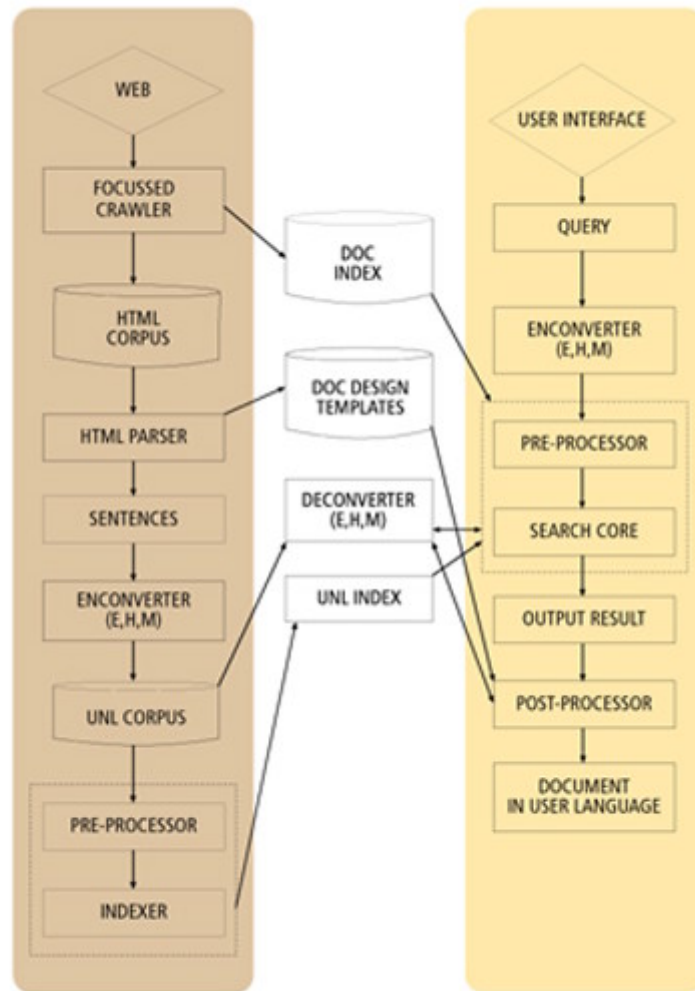 WEB
FOCUSSED
CRAWLER
HTML
CORPUS
HTML PARSER
SENTENCES
ENCONVERTER
(E,H,M)
UNL CORPUS
PRE-PROCESSOR
INDEXER
DOC
INDEX
DOC DESIGN
TEMPLATES
DECONVERTER
(E,H,M)
UNL INDEX
USER INTERFACE
QUERY
ENCONVERTER
(E,H,M)
PRE-PROCESSOR
SEARCH CORE
OUTPUT RESULT
POST-PROCESSOR
DOCUMENT
IN USER LANGUAGE